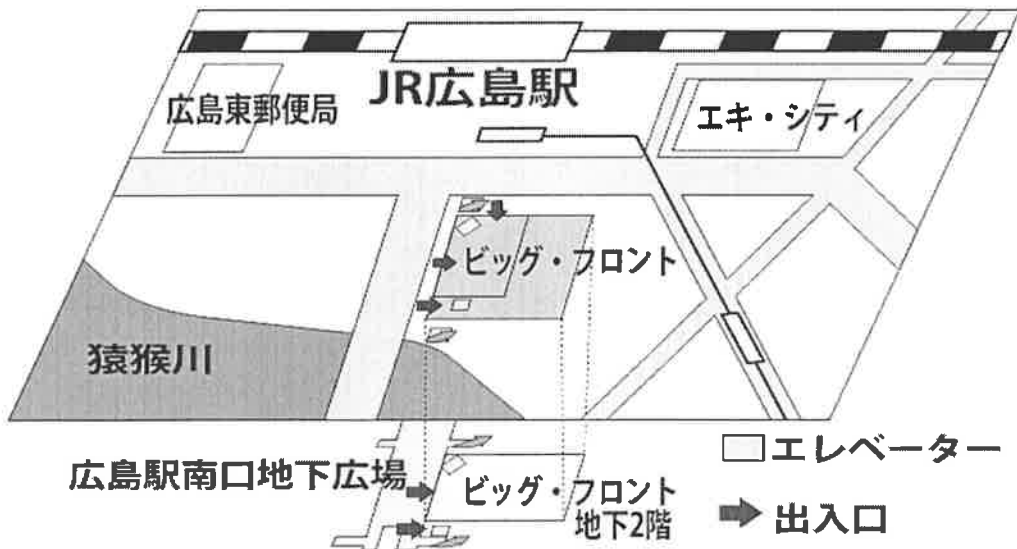 JR広島駅
広島東郵便局
エキ・シティ
ビッグ・フロント
猿猴川
広島駅南口地下広場
ビッグ・フロント
地下2階
エレベーター
出入口